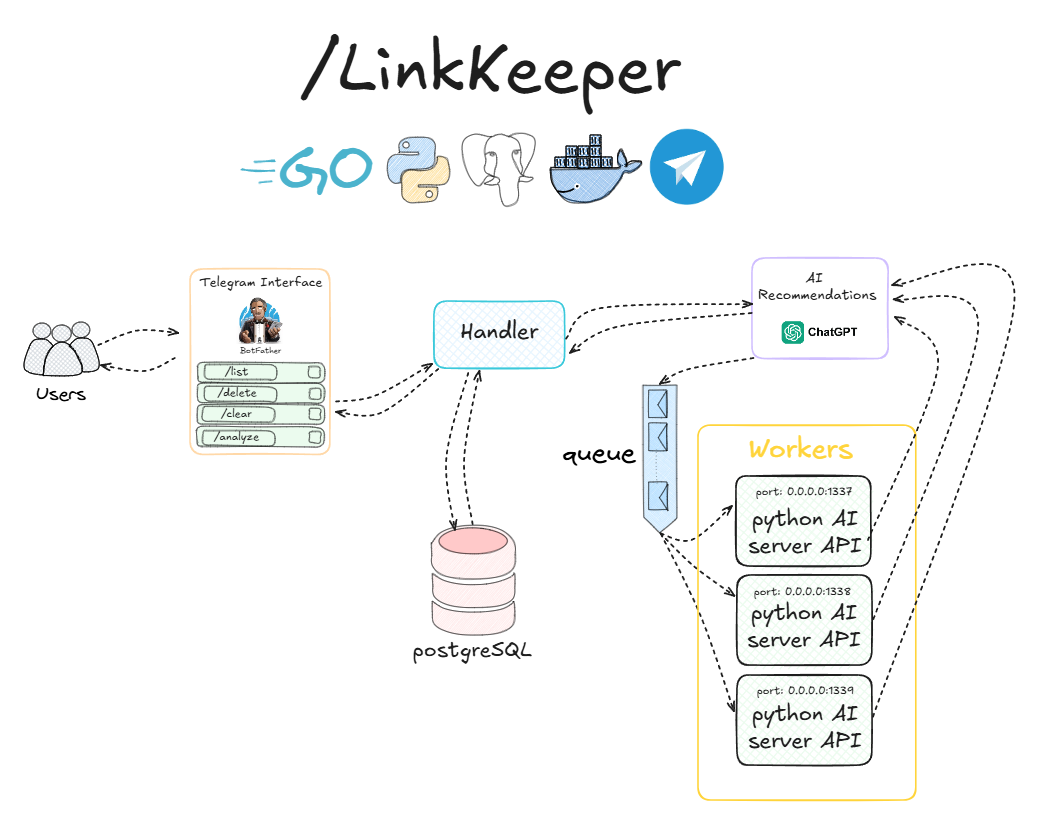 /LinkKeeper
GO
Telegram Interface
BotFather
/list
/delete
/clear
/analyze
Users
Handler
AI
Recommendations
ChatGPT
queue
Workers
port: 0.0.0.0:1337
python AI
server API
port: 0.0.0.0:1338
python AI
server API
port: 0.0.0.0:1339
python AI
server API
postgreSQL